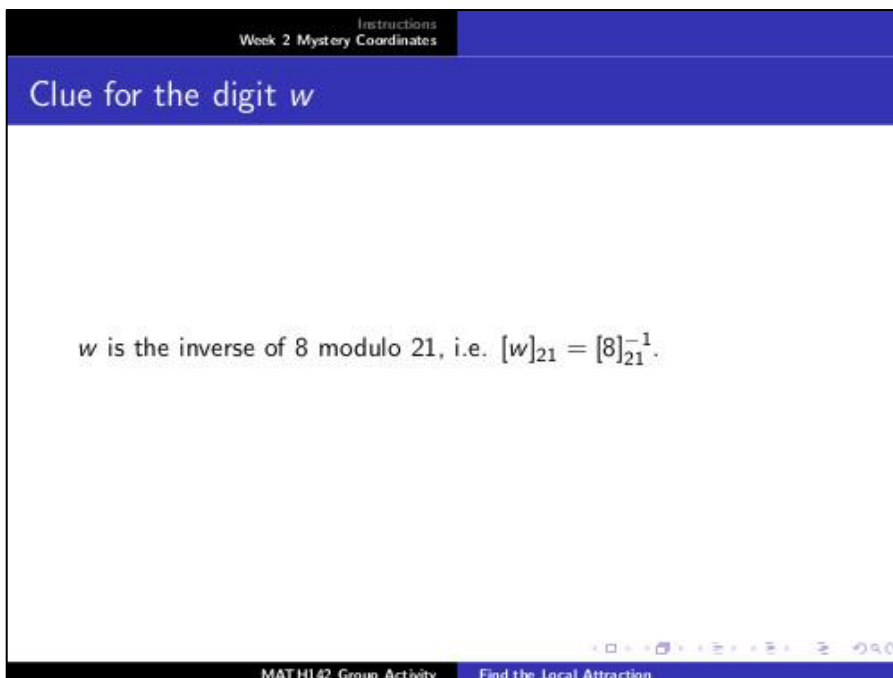 Instructions
Week 2 Mystery Coordinates
Clue for the digit w
w is the inverse of 8 modulo 21, i.e. [w]₂₁ = [8]₂₁⁻¹.
MATH142 Group Activity Find the Local Attraction